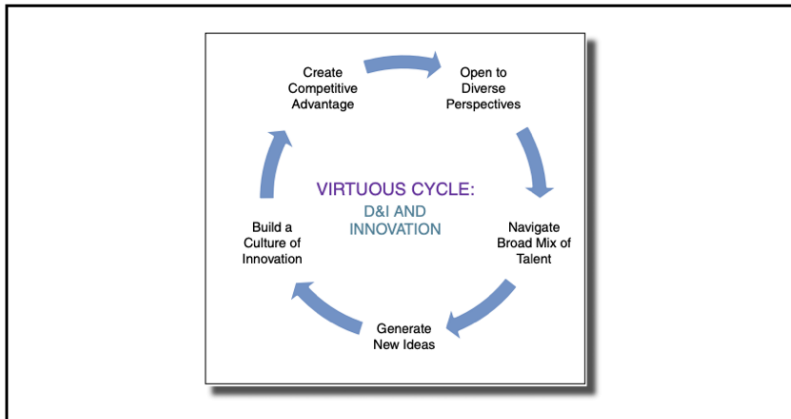 Create
Competitive
Advantage
Open to
Diverse
Perspectives
VIRTUOUS CYCLE:
D&I AND
INNOVATION
Build a
Culture of
Innovation
Navigate
Broad Mix of
Talent
Generate
New Ideas